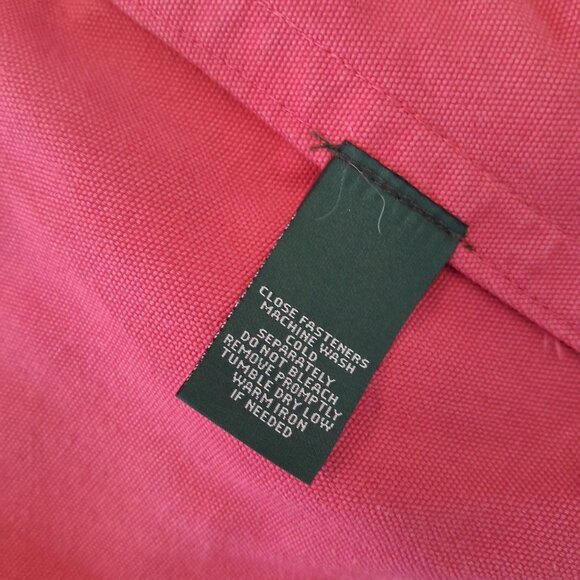 CLOSE FASTENERS
MACHINE WASH
COLD
SEPARATELY
DO NOT BLEACH
REMOVE PROMPTLY
TUMBLE DRY LOW
WARM IRON
IF NEEDED